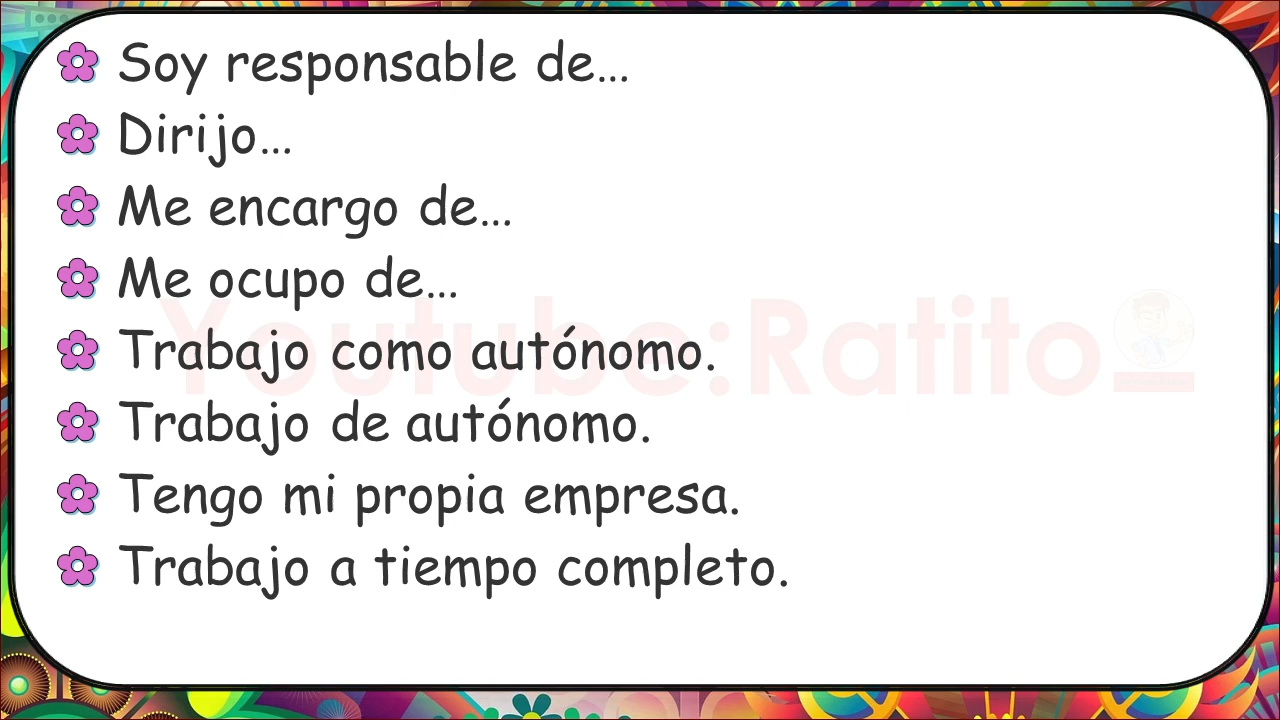 Soy responsable de...
Dirijo...
Me encargo de...
Me ocupo de...
Youtube:Ratito
Trabajo como autónomo.
Trabajo de autónomo.
Tengo mi propia empresa.
Trabajo a tiempo completo.